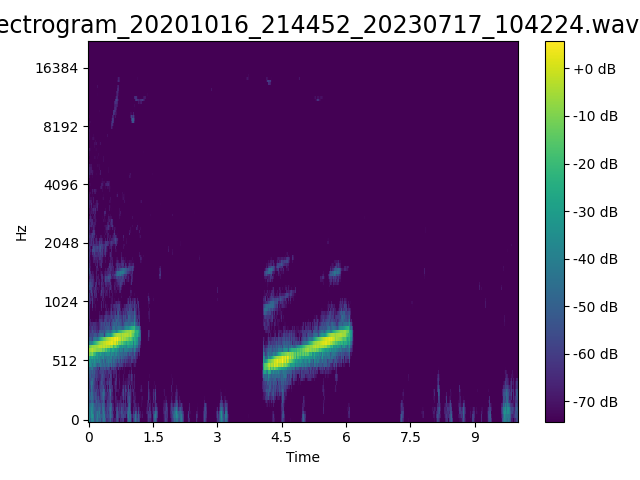 ectrogram_20201016_214452_20230717_104224.wav
16384
8192
4096
2048
1024
512
0
Hz
0 1.5 3 4.5 6 7.5 9
Time
+0 dB
-10 dB
-20 dB
-30 dB
-40 dB
-50 dB
-60 dB
-70 dB